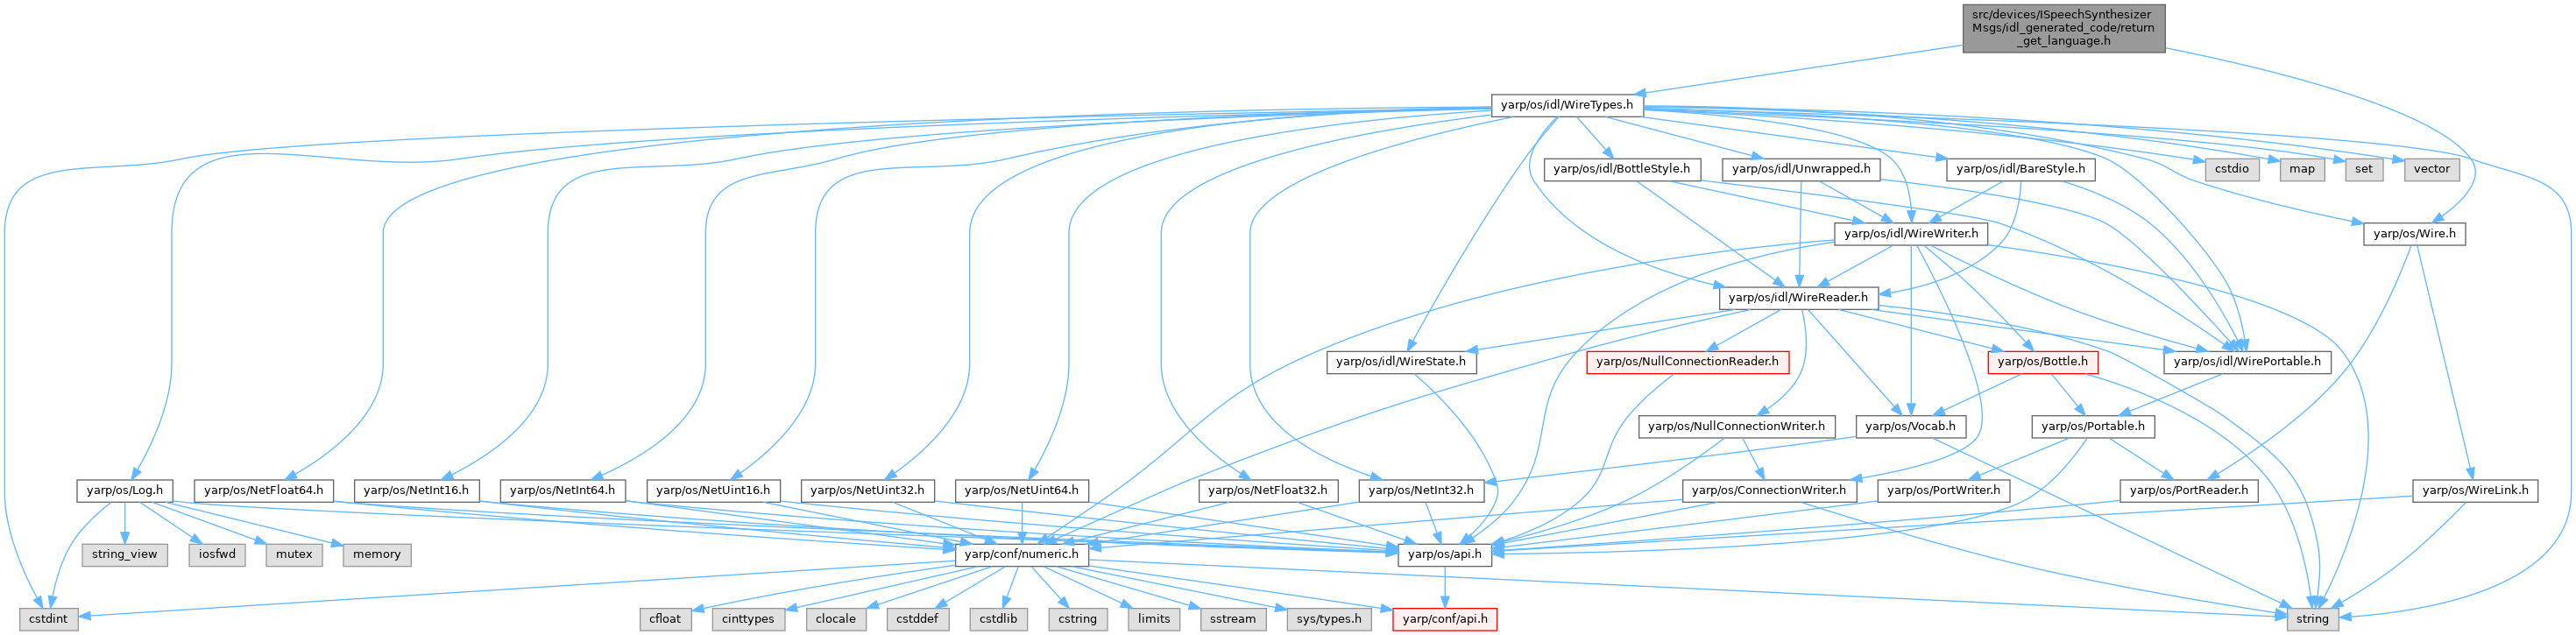 src/devices/ISpeechSynthesizer
Msgs/idl_generated_code/return
_get_language.h
yarp/os/idl/WireTypes.h
yarp/os/idl/BottleStyle.h
yarp/os/idl/Unwrapped.h
yarp/os/idl/BareStyle.h
cstdio
map
set
vector
yarp/os/idl/WireWriter.h
yarp/os/Wire.h
yarp/os/idl/WireReader.h
yarp/os/idl/WireState.h
yarp/os/NullConnectionReader.h
yarp/os/Bottle.h
yarp/os/idl/WirePortable.h
yarp/os/NullConnectionWriter.h
yarp/os/Vocab.h
yarp/os/Portable.h
yarp/os/Log.h
yarp/os/NetFloat64.h
yarp/os/NetInt16.h
yarp/os/NetInt64.h
yarp/os/NetUint16.h
yarp/os/NetUint32.h
yarp/os/NetUint64.h
yarp/os/NetFloat32.h
yarp/os/NetInt32.h
yarp/os/ConnectionWriter.h
yarp/os/PortWriter.h
yarp/os/PortReader.h
yarp/os/WireLink.h
string_view
iosfwd
mutex
memory
yarp/conf/numeric.h
yarp/os/api.h
cstdint
cfloat
cinttypes
clocale
cstddef
cstdlib
cstring
limits
sstream
sys/types.h
yarp/conf/api.h
string